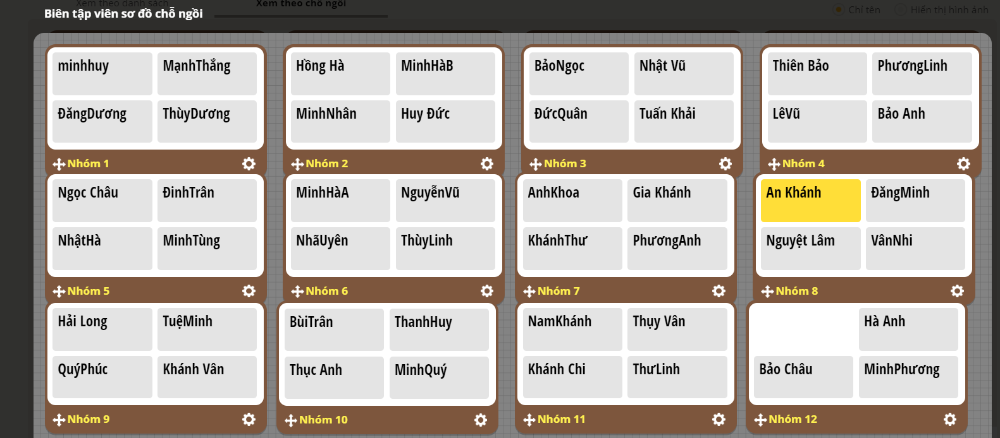 Xem theo danh sách
Xem theo chỗ ngồi
Chỉ tên
Hiển thị hình ảnh
Biên tập viên sơ đồ chỗ ngồi
minhhuy
MạnhThắng
ĐăngDương
ThùyDương
Nhóm 1
Hồng Hà
MinhHàB
MinhNhân
Huy Đức
Nhóm 2
BảoNgọc
Nhật Vũ
ĐứcQuân
Tuấn Khải
Nhóm 3
Thiên Bảo
PhươngLinh
LêVũ
Bảo Anh
Nhóm 4
Ngọc Châu
ĐinhTrân
NhậtHà
MinhTùng
Nhóm 5
MinhHàA
NguyễnVũ
NhãUyên
ThùyLinh
Nhóm 6
AnhKhoa
Gia Khánh
KhánhThư
PhươngAnh
Nhóm 7
An Khánh
ĐăngMinh
Nguyệt Lâm
VânNhi
Nhóm 8
Hải Long
TuệMinh
QuýPhúc
Khánh Vân
Nhóm 9
BùiTrân
ThanhHuy
Thục Anh
MinhQuý
Nhóm 10
NamKhánh
Thụy Vân
Khánh Chi
ThưLinh
Nhóm 11
Hà Anh
Bảo Châu
MinhPhương
Nhóm 12